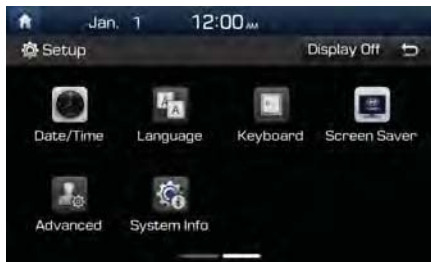 Jan. 1 12:00 AM
Setup Display Off
Date/Time Language Keyboard Screen Saver
Advanced System Info